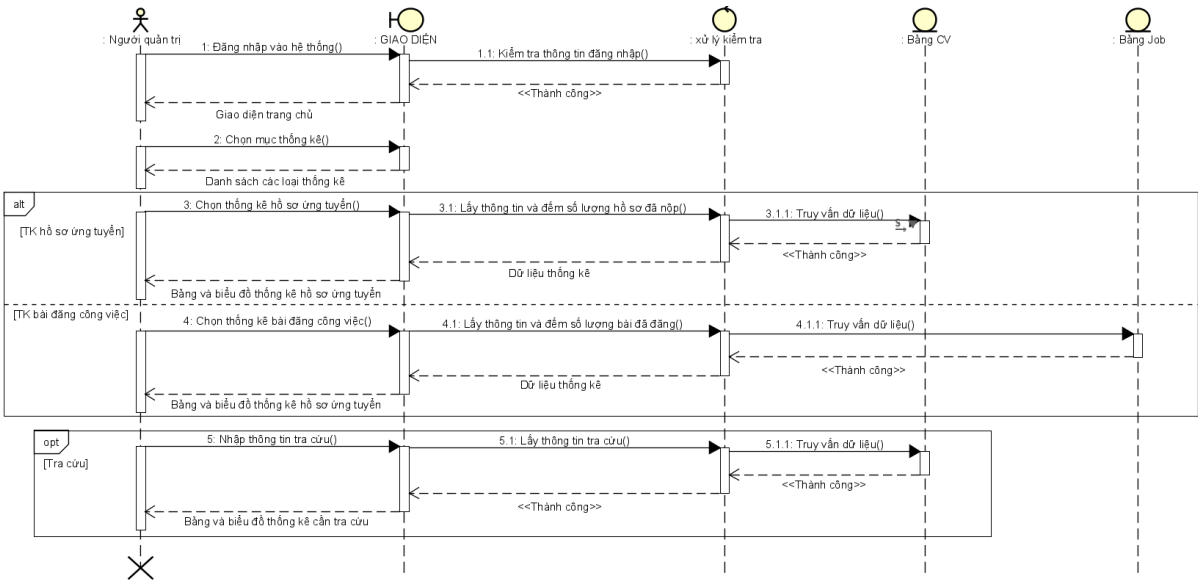 : Người quản trị
: GIAO DIỆN
: xử lý kiểm tra
: Bảng CV
: Bảng Job
1: Đăng nhập vào hệ thống()
1.1: Kiểm tra thông tin đăng nhập()
<<Thành công>>
Giao diện trang chủ
2: Chọn mục thống kê()
Danh sách các loại thống kê
alt
[TK hồ sơ ứng tuyển]
3: Chọn thống kê hồ sơ ứng tuyển()
3.1: Lấy thông tin và đếm số lượng hồ sơ đã nộp()
3.1.1: Truy vấn dữ liệu()
<<Thành công>>
Dữ liệu thống kê
Bảng và biểu đồ thống kê hồ sơ ứng tuyển
[TK bài đăng công việc]
4: Chọn thống kê bài đăng công việc()
4.1: Lấy thông tin và đếm số lượng bài đã đăng()
4.1.1: Truy vấn dữ liệu()
<<Thành công>>
Dữ liệu thống kê
Bảng và biểu đồ thống kê hồ sơ ứng tuyển
opt
[Tra cứu]
5: Nhập thông tin tra cứu()
5.1: Lấy thông tin tra cứu()
5.1.1: Truy vấn dữ liệu()
<<Thành công>>
<<Thành công>>
Bảng và biểu đồ thống kê cần tra cứu